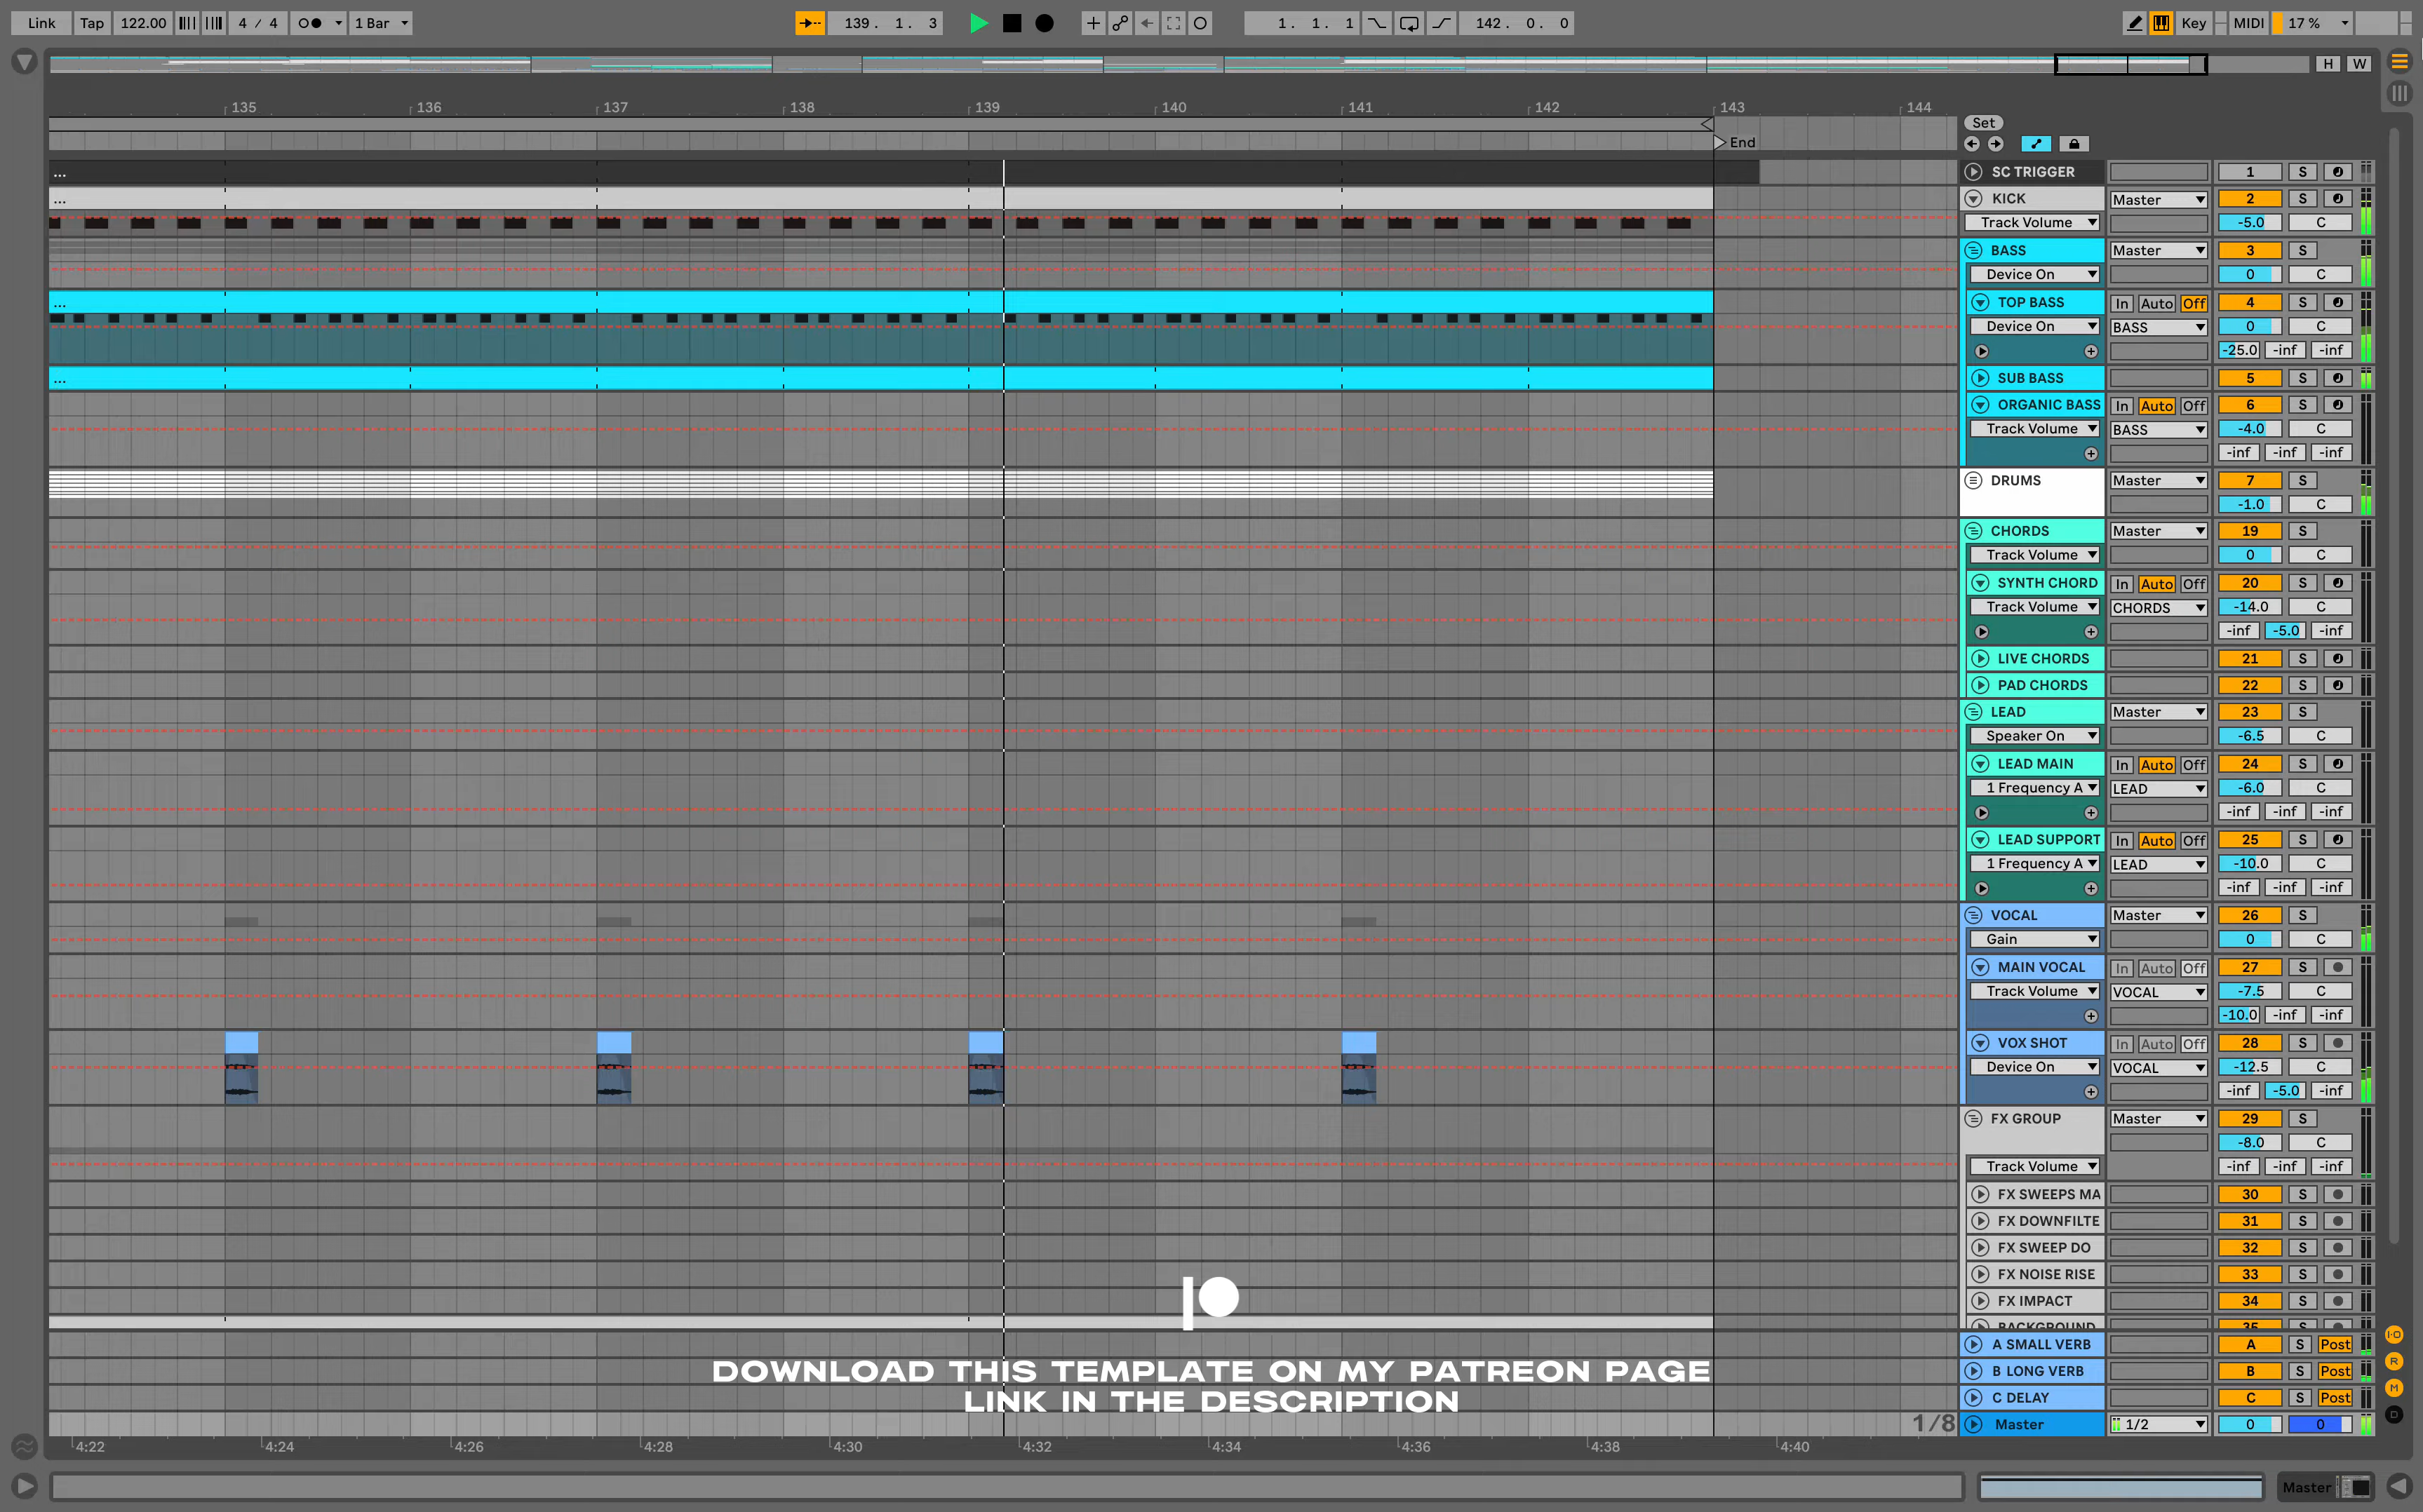 Link Tap 122.00 4 / 4 1 Bar 139. 1. 3 1. 1. 1 142. 0. 0 Key MIDI 17 %
H W
135 136 137 138 139 140 141 142 143 144
Set
End
... SC TRIGGER 1 S
... KICK Master 2 S
Track Volume -5.0 C
BASS Master 3 S
Device On 0 C
... TOP BASS In Auto Off 4 S
Device On BASS 0 C
-25.0 -inf -inf
... SUB BASS 5 S
ORGANIC BASS In Auto Off 6 S
Track Volume BASS -4.0 C
-inf -inf -inf
DRUMS Master 7 S
-1.0 C
CHORDS Master 19 S
Track Volume 0 C
SYNTH CHORD In Auto Off 20 S
Track Volume CHORDS -14.0 C
-inf -5.0 -inf
LIVE CHORDS 21 S
PAD CHORDS 22 S
LEAD Master 23 S
Speaker On -6.5 C
LEAD MAIN In Auto Off 24 S
1 Frequency A LEAD -6.0 C
-inf -inf -inf
LEAD SUPPORT In Auto Off 25 S
1 Frequency A LEAD -10.0 C
-inf -inf -inf
VOCAL Master 26 S
Gain 0 C
MAIN VOCAL In Auto Off 27 S
Track Volume VOCAL -7.5 C
-10.0 -inf -inf
VOX SHOT In Auto Off 28 S
Device On VOCAL -12.5 C
-inf -5.0 -inf
FX GROUP Master 29 S
-8.0 C
Track Volume -inf -inf -inf
FX SWEEPS MA 30 S
FX DOWNFILTE 31 S
FX SWEEP DO 32 S
FX NOISE RISE 33 S
FX IMPACT 34 S
BACKGROUND 35 S
A SMALL VERB A S Post
DOWNLOAD THIS TEMPLATE ON MY PATREON PAGE
B LONG VERB B S Post
LINK IN THE DESCRIPTION
C DELAY C S Post
1/8 Master 1/2 0 0
4:22 4:24 4:26 4:28 4:30 4:32 4:34 4:36 4:38 4:40
Master